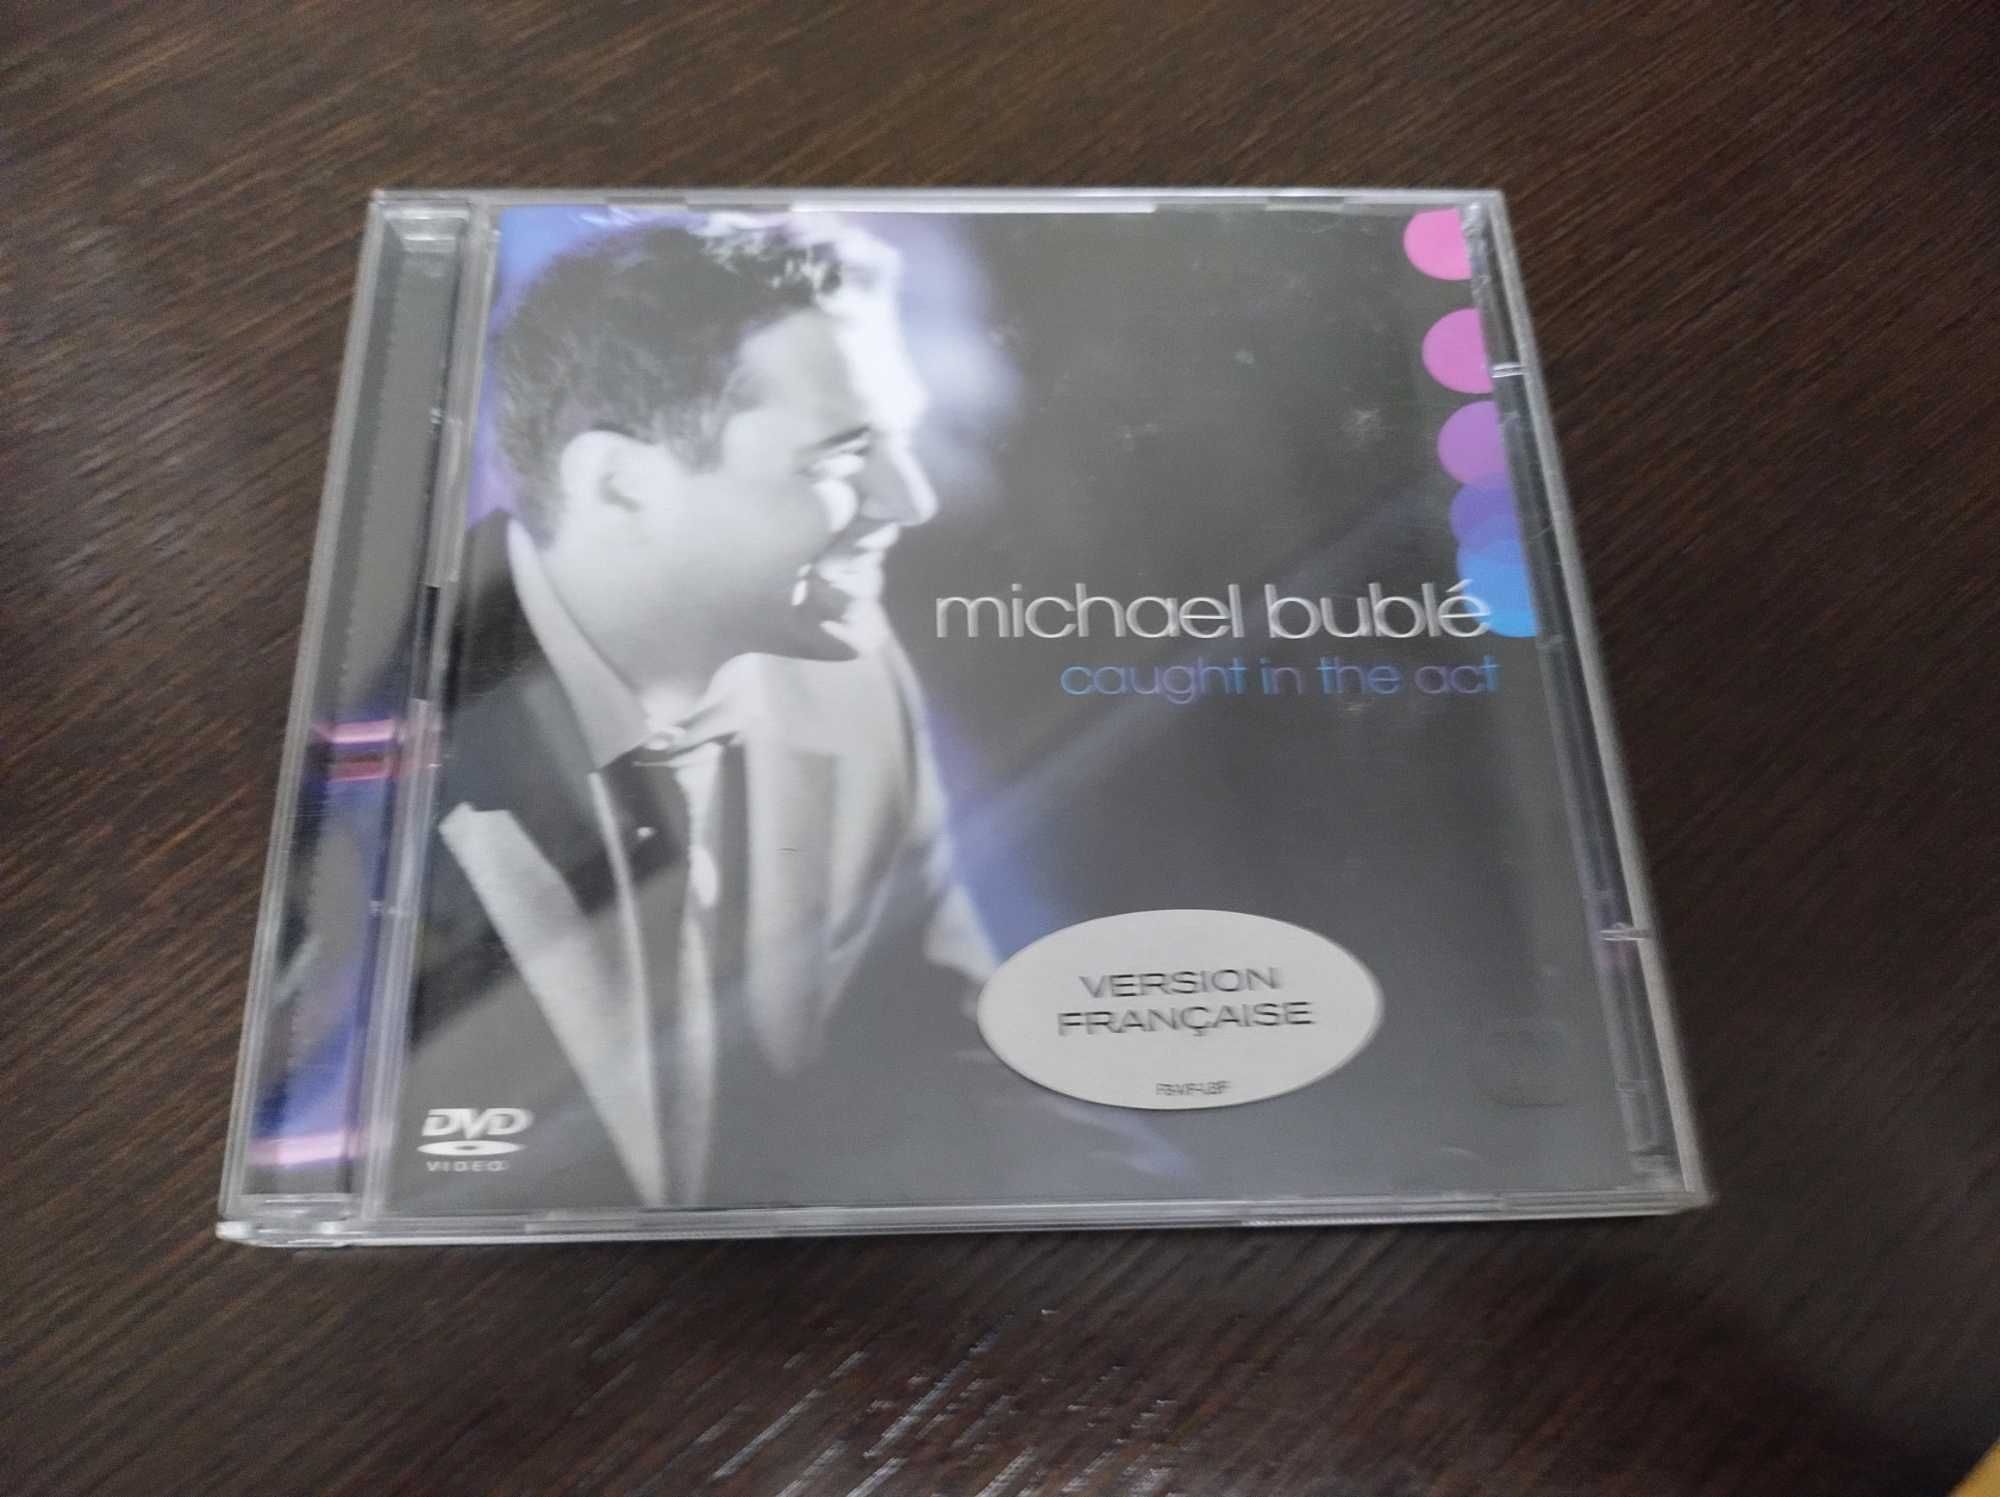 michael bublé
caught in the act
VERSION
FRANÇAISE
DVD
VIDEO